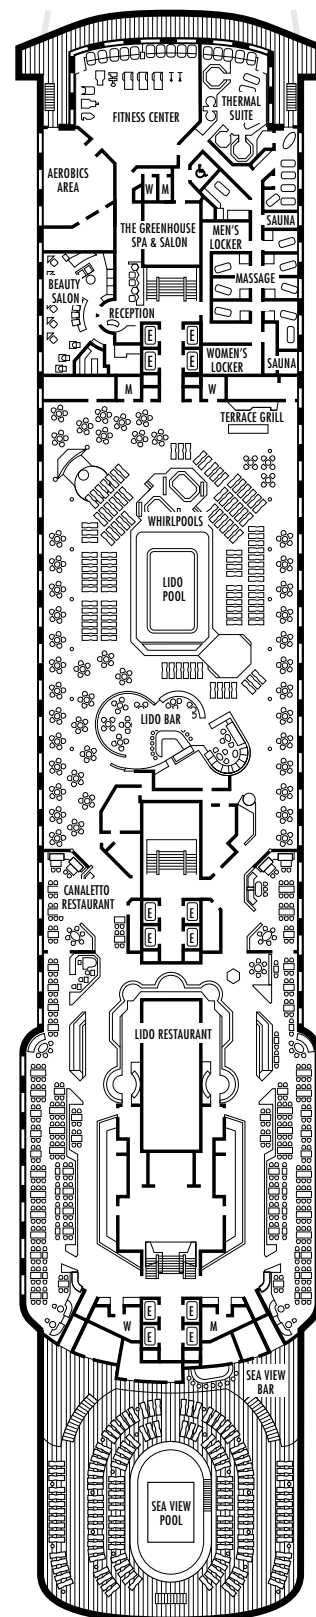 FITNESS CENTER
THERMAL
SUITE
AEROBICS
AREA
W M
THE GREENHOUSE
SPA & SALON
MEN'S
LOCKER
SAUNA
MASSAGE
BEAUTY
SALON
RECEPTION
E E
E E
WOMEN'S
LOCKER
SAUNA
M
W
TERRACE GRILL
WHIRLPOOLS
LIDO
POOL
LIDO BAR
CANALETTO
RESTAURANT
E E
E E
LIDO RESTAURANT
W
E E
E E
M
SEA VIEW
BAR
SEA VIEW
POOL